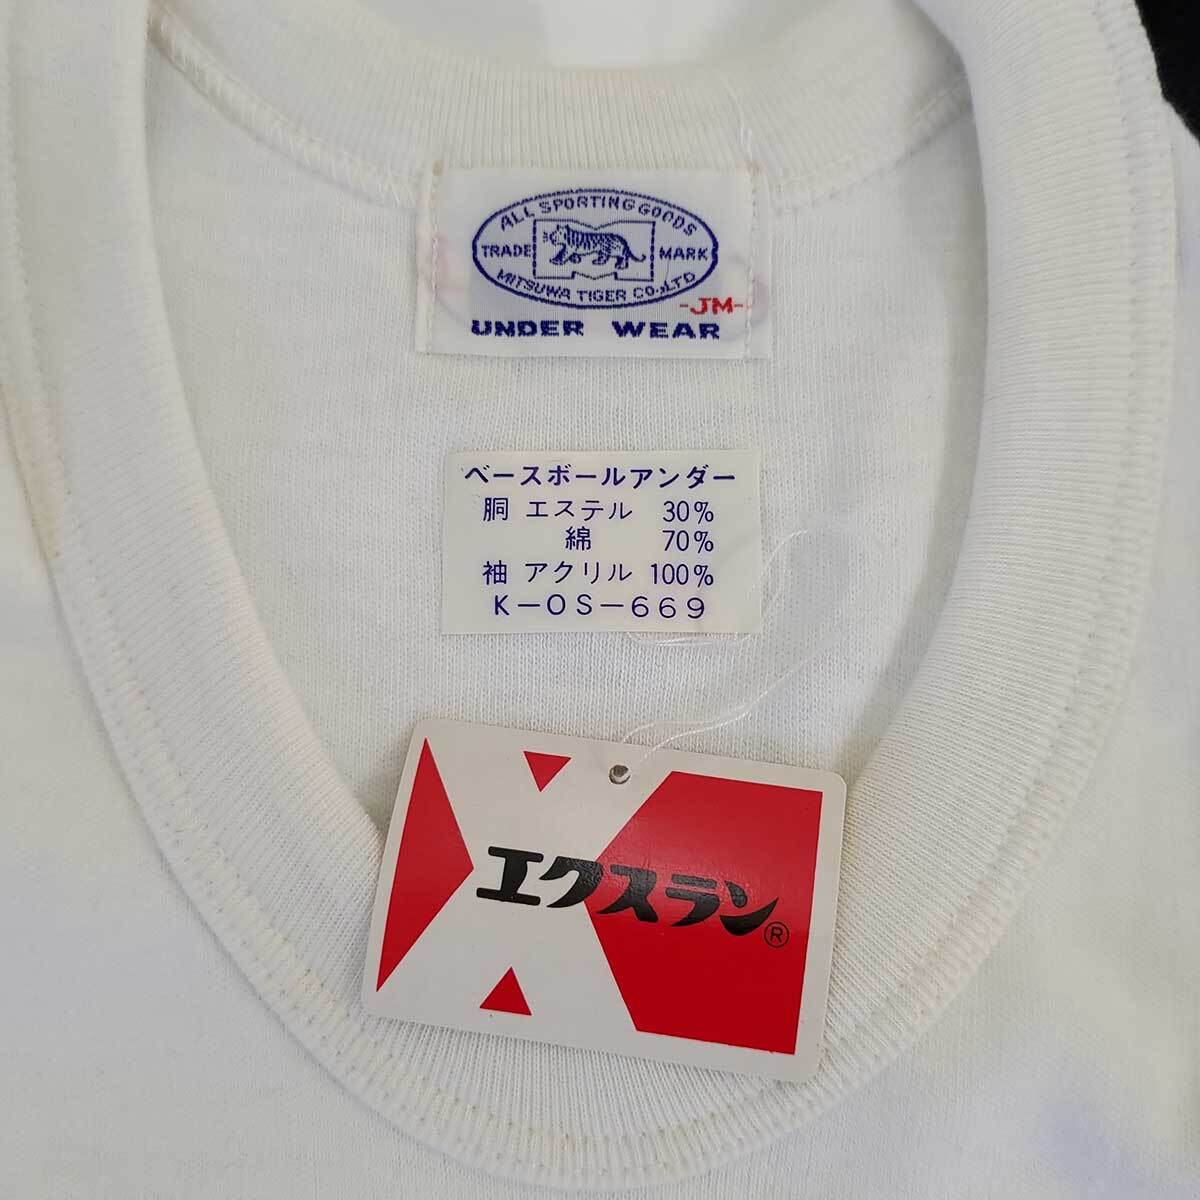 ALL SPORTING GOODS
TRADE MARK
MITSUWA TIGER CO.,LTD
-JM-
UNDER WEAR
ベースボールアンダー
胴 エステル 30%
綿 70%
袖 アクリル 100%
K-OS-669
エクスラン®